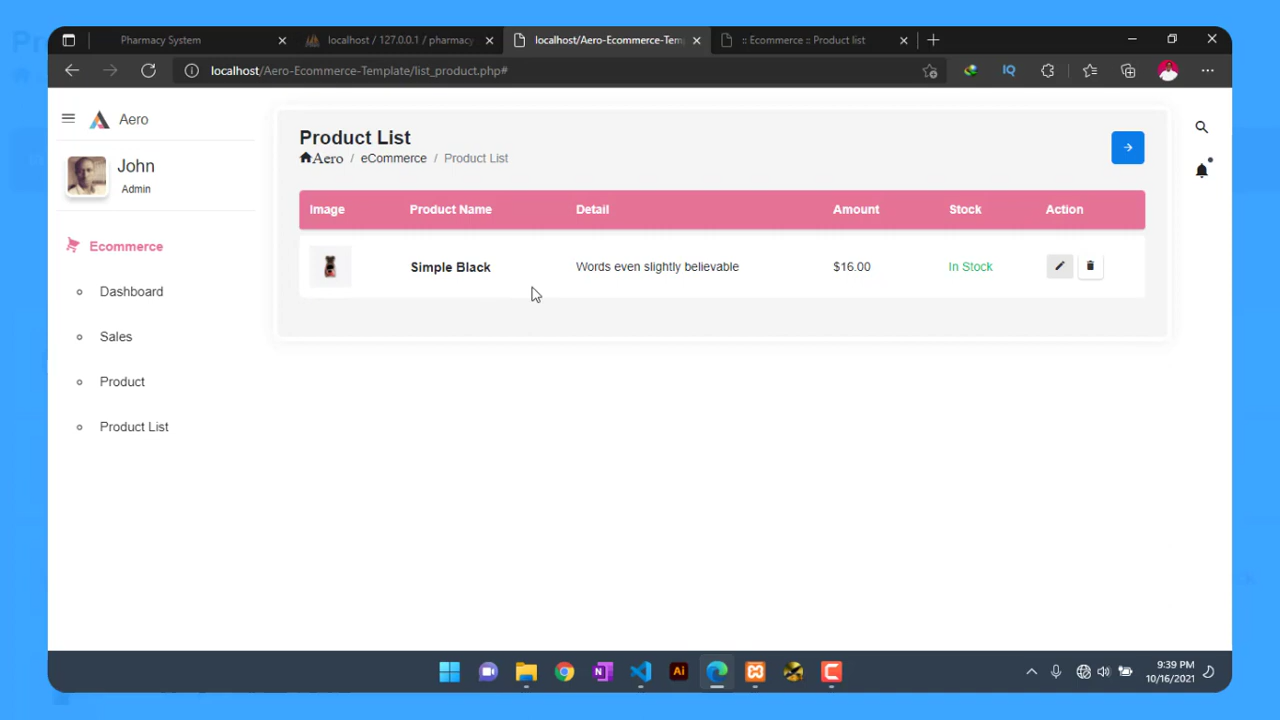 Pharmacy System
localhost / 127.0.0.1 / pharmacy
localhost/Aero-Ecommerce-Tem
:: Ecommerce :: Product list
localhost/Aero-Ecommerce-Template/list_product.php#
IQ
Aero
John
Admin
Ecommerce
Dashboard
Sales
Product
Product List
Product List
Aero / eCommerce / Product List
Image Product Name Detail Amount Stock Action
Simple Black Words even slightly believable $16.00 In Stock
N Ai
9:39 PM
10/16/2021